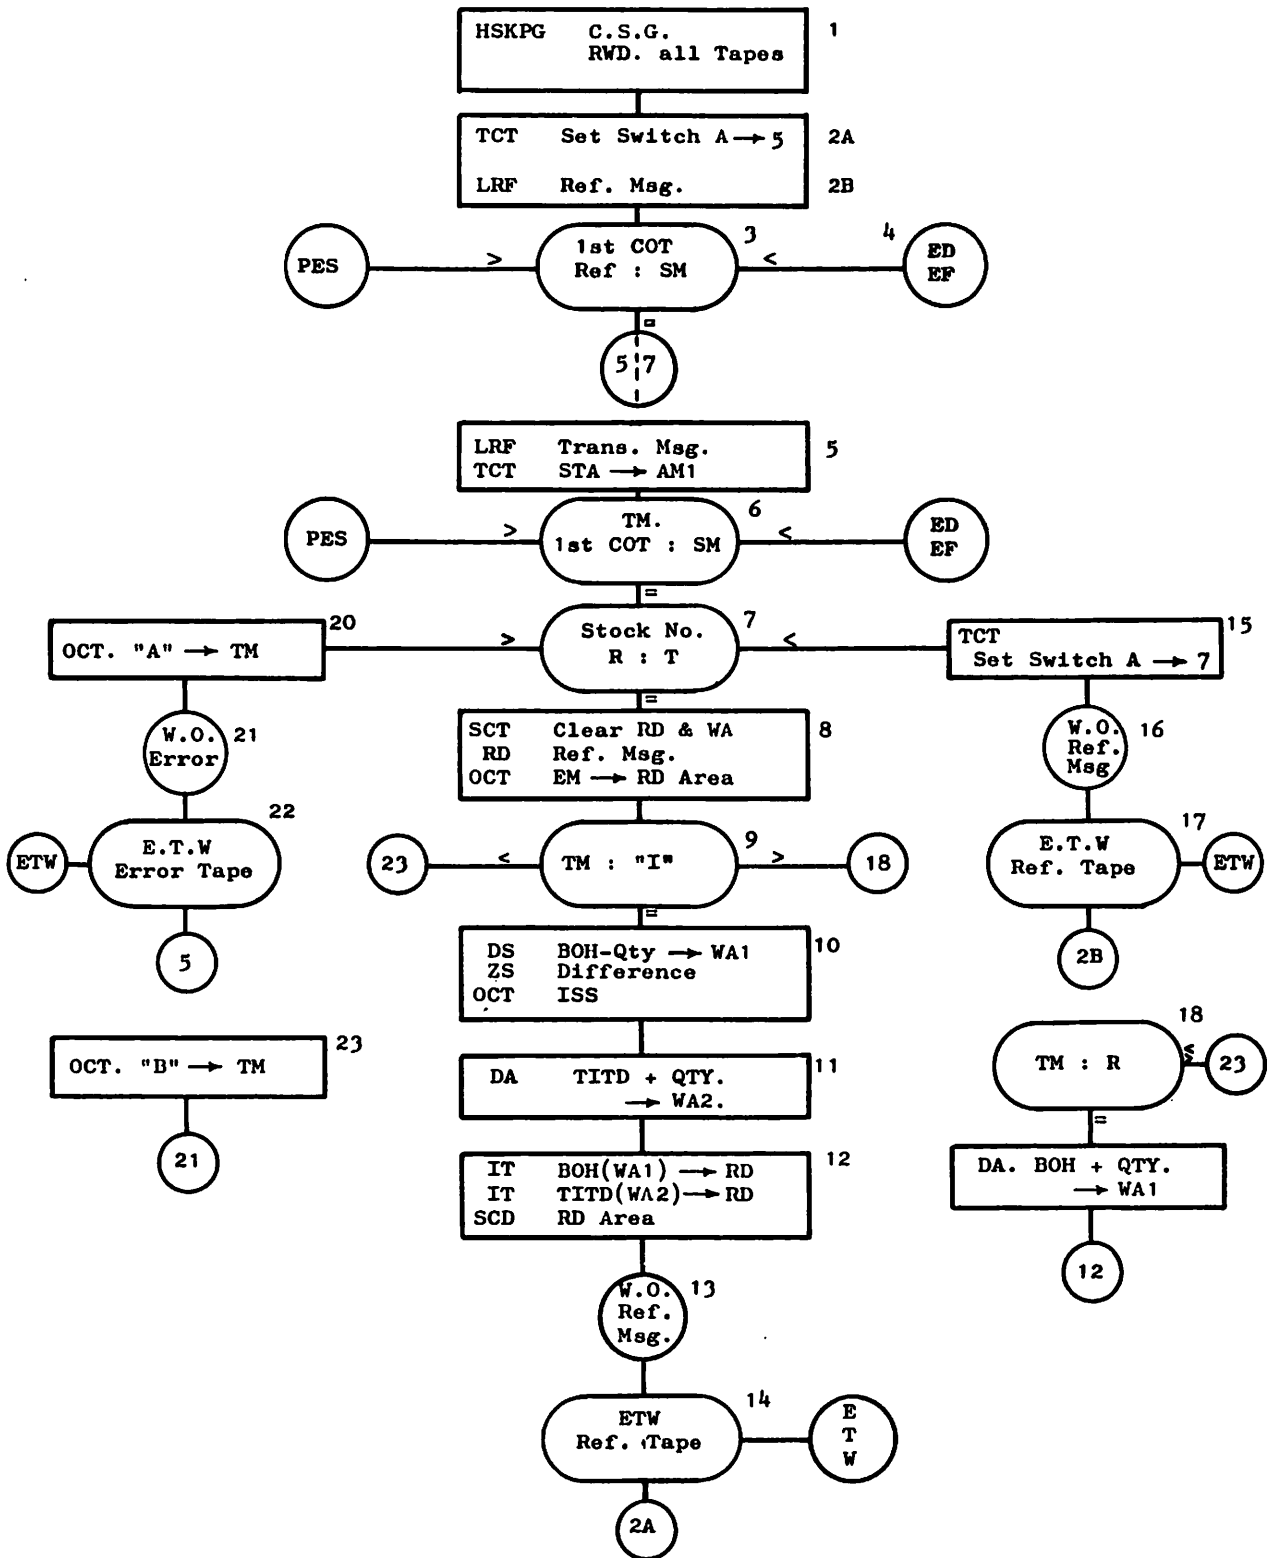 HSKPG C.S.G. 1
RWD. all Tapes
TCT Set Switch A → 5 2A
LRF Ref. Msg. 2B
PES > 1st COT
Ref : SM 3 < 4 ED
EF
=
5 7
LRF Trans. Msg. 5
TCT STA → AM1
PES > TM.
1st COT : SM 6 < ED
EF
=
OCT. "A" → TM 20
> Stock No.
R : T 7 <
TCT 15
Set Switch A → 7
=
W.O.
Error 21
SCT Clear RD & WA 8
RD Ref. Msg.
OCT EM → RD Area
W.O.
Ref.
Msg 16
ETW E.T.W
Error Tape 22
23 < TM : "I" 9 > 18
E.T.W
Ref. Tape 17 ETW
=
5
DS BOH-Qty → WA1 10
ZS Difference
OCT ISS
2B
OCT. "B" → TM 23
DA TITD + QTY. 11
→ WA2.
TM : R 18 <
> 23
=
21
IT BOH(WA1) → RD 12
IT TITD(WA2) → RD
SCD RD Area
DA. BOH + QTY.
→ WA1
12
W.O.
Ref.
Msg. 13
ETW
Ref. Tape 14
E
T
W
2A